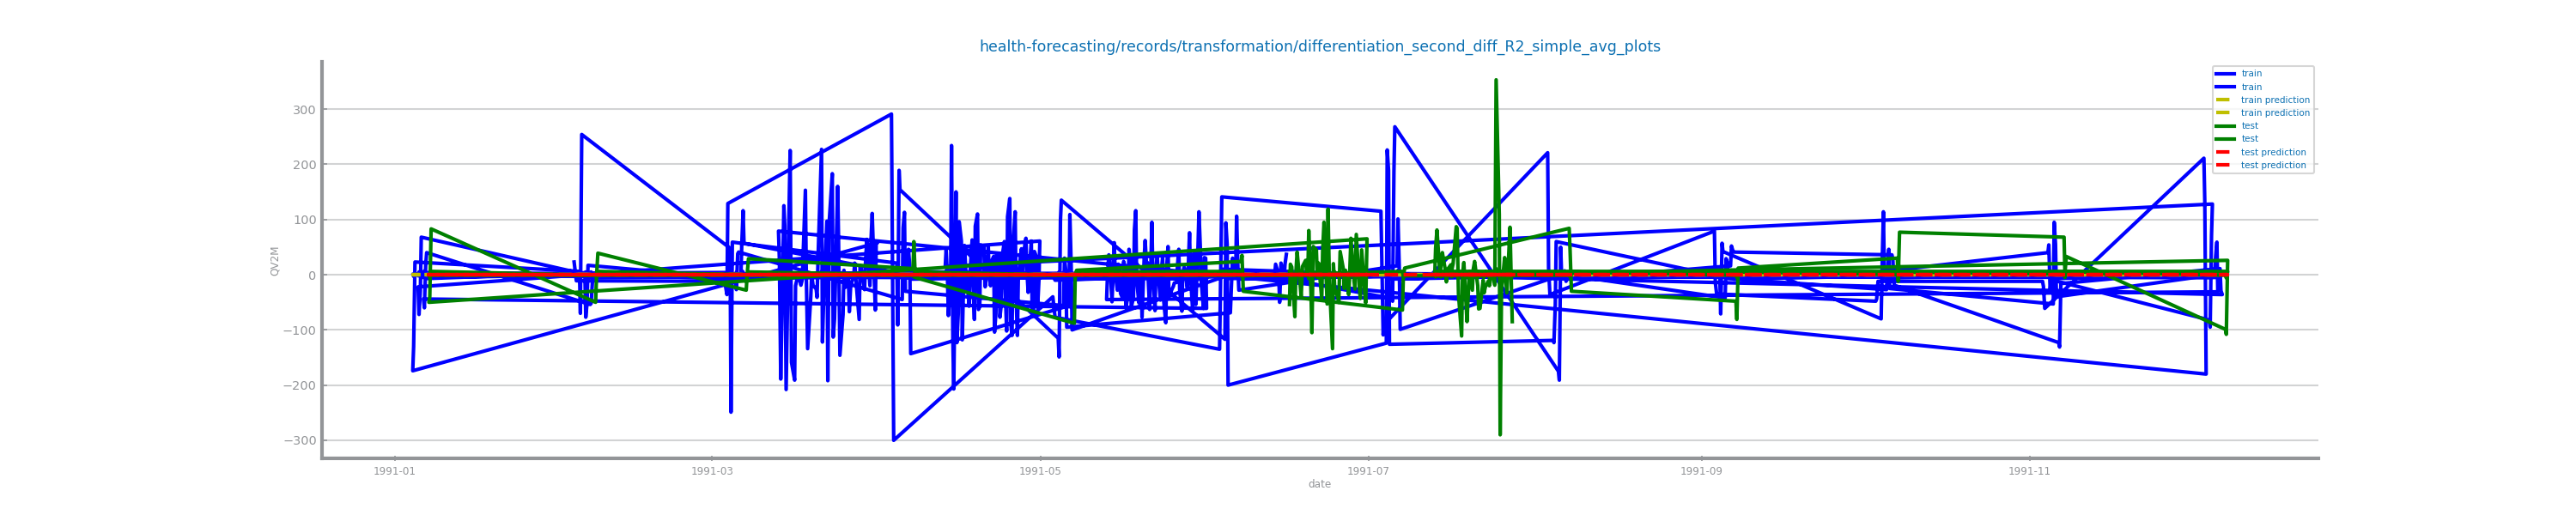 health-forecasting/records/transformation/differentiation_second_diff_R2_simple_avg_plots
train
train
train prediction
train prediction
test
test
test prediction
test prediction
QV2M
300
200
100
0
−100
−200
−300
1991-01
1991-03
1991-05
1991-07
1991-09
1991-11
date